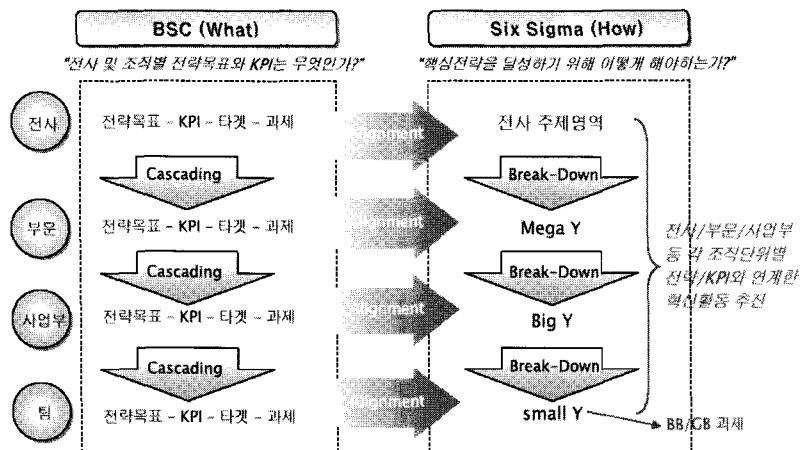 BSC (What)
Six Sigma (How)
"전사 및 조직별 전략목표와 KPI는 무엇인가?"
"핵심전략을 달성하기 위해 어떻게 해야하는가?"
전사
전략목표 - KPI - 타겟 - 과제
Alignment
전사 주제영역
Cascading
Break-Down
부문
전략목표 - KPI - 타겟 - 과제
Alignment
Mega Y
Cascading
Break-Down
사업부
전략목표 - KPI - 타겟 - 과제
Alignment
Big Y
Cascading
Break-Down
팀
전략목표 - KPI - 타겟 - 과제
Alignment
small Y
BB/GB 과제
전사/부문/사업부
등 각 조직단위별
전략/KPI와 연계한
혁신활동 추진